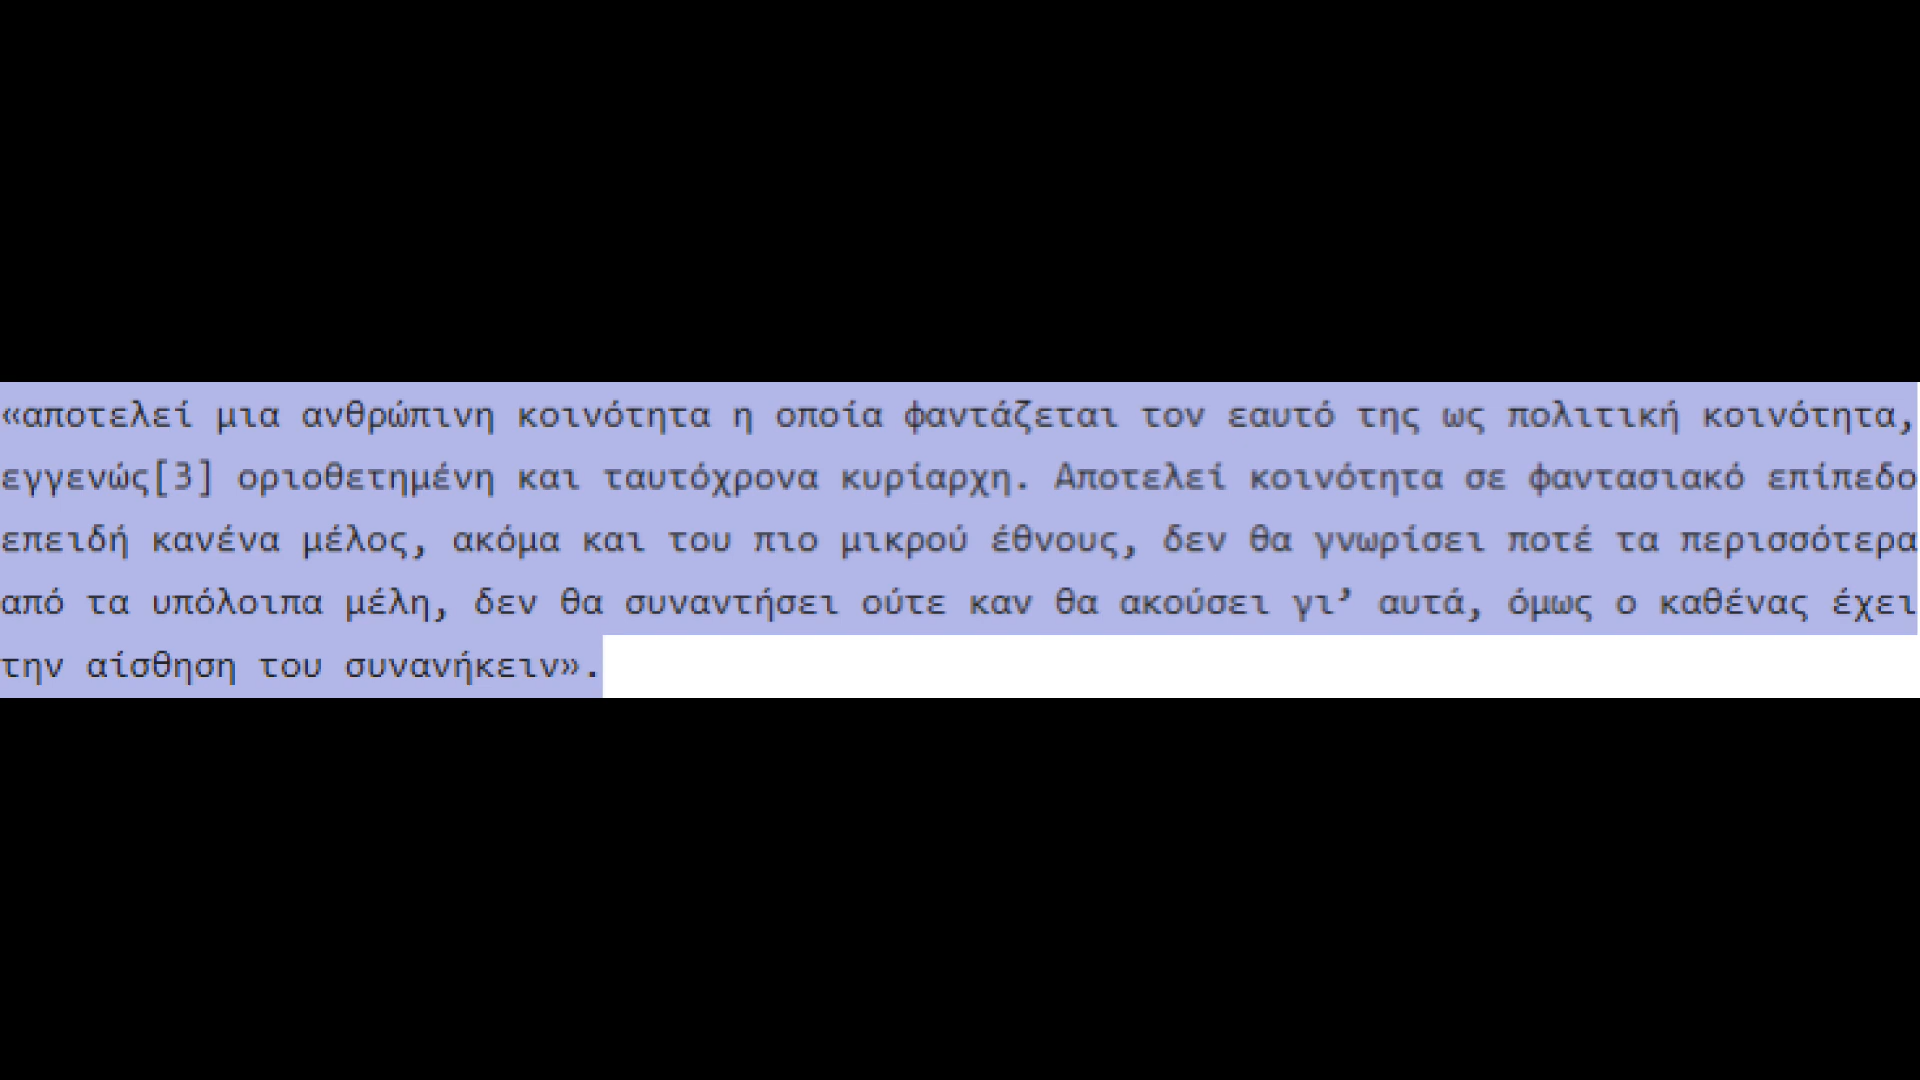 «αποτελεί μια ανθρώπινη κοινότητα η οποία φαντάζεται τον εαυτό της ως πολιτική κοινότητα,
εγγενώς[3] οριοθετημένη και ταυτόχρονα κυρίαρχη. Αποτελεί κοινότητα σε φαντασιακό επίπεδο
επειδή κανένα μέλος, ακόμα και του πιο μικρού έθνους, δεν θα γνωρίσει ποτέ τα περισσότερα
από τα υπόλοιπα μέλη, δεν θα συναντήσει ούτε καν θα ακούσει γι’ αυτά, όμως ο καθένας έχει
την αίσθηση του συνανήκειν».